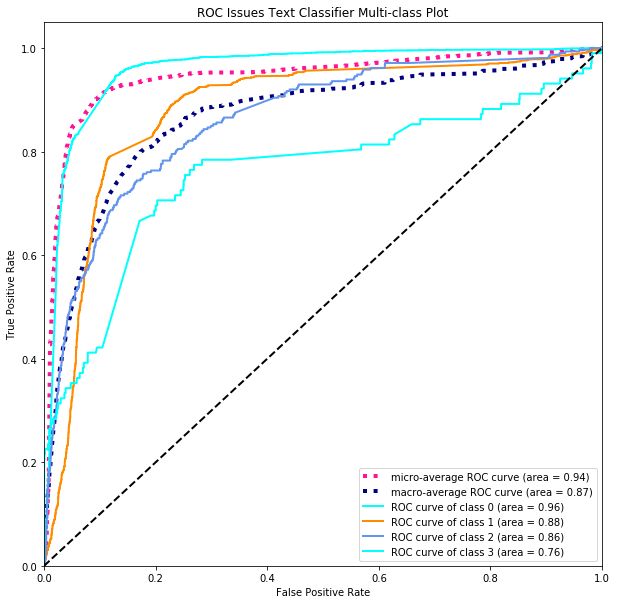 ROC Issues Text Classifier Multi-class Plot
1.0
0.8
0.6
0.4
0.2
0.0
True Positive Rate
micro-average ROC curve (area = 0.94)
macro-average ROC curve (area = 0.87)
ROC curve of class 0 (area = 0.96)
ROC curve of class 1 (area = 0.88)
ROC curve of class 2 (area = 0.86)
ROC curve of class 3 (area = 0.76)
0.0 0.2 0.4 0.6 0.8 1.0
False Positive Rate